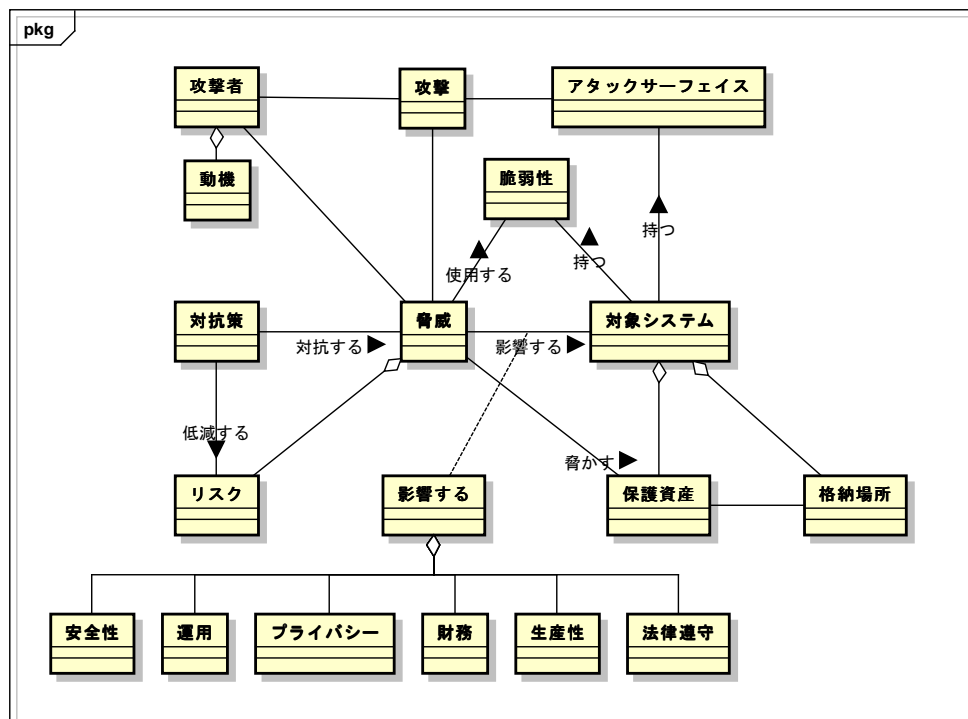 pkg
攻撃者
攻撃
アタックサーフェイス
動機
脆弱性
持つ
持つ
使用する
対抗策
脅威
対象システム
対抗する
影響する
低減する
脅かす
リスク
影響する
保護資産
格納場所
安全性
運用
プライバシー
財務
生産性
法律遵守